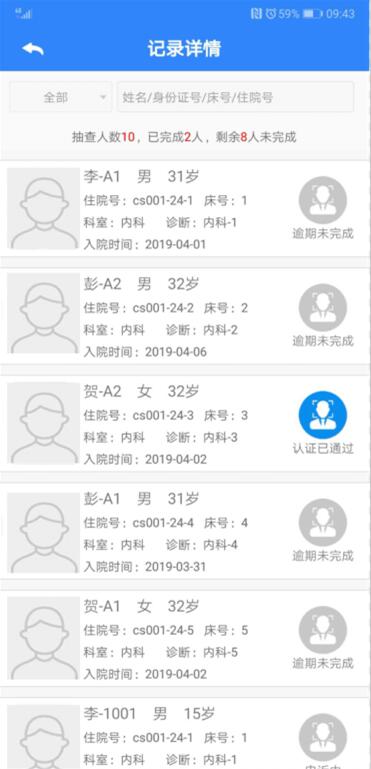 59% 09:43
记录详情
全部 姓名/身份证号/床号/住院号
抽查人数10，已完成2人，剩余8人未完成
李-A1 男 31岁
住院号：cs001-24-1 床号：1
科室：内科 诊断：内科-1
入院时间：2019-04-01
逾期未完成
彭-A2 男 32岁
住院号：cs001-24-2 床号：2
科室：内科 诊断：内科-2
入院时间：2019-04-06
逾期未完成
贺-A2 女 32岁
住院号：cs001-24-3 床号：3
科室：内科 诊断：内科-3
入院时间：2019-04-02
认证已通过
彭-A1 男 31岁
住院号：cs001-24-4 床号：4
科室：内科 诊断：内科-4
入院时间：2019-03-31
逾期未完成
贺-A1 女 32岁
住院号：cs001-24-5 床号：5
科室：内科 诊断：内科-5
入院时间：2019-04-02
逾期未完成
李-1001 男 15岁
住院号：cs001-24-1 床号：1
科室：内科 诊断：内科-1